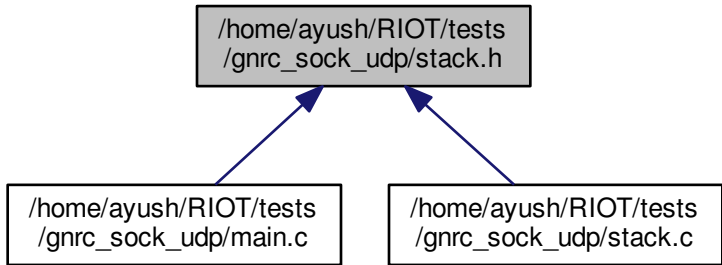 /home/ayush/RIOT/tests
/gnrc_sock_udp/stack.h
/home/ayush/RIOT/tests
/gnrc_sock_udp/main.c
/home/ayush/RIOT/tests
/gnrc_sock_udp/stack.c